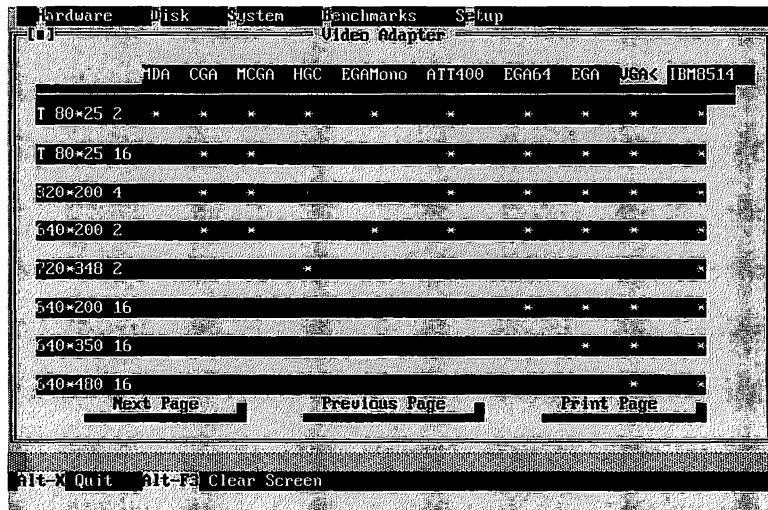 Hardware Disk System Benchmarks Setup
[■] Video Adapter
MDA CGA MCGA HGC EGAMono ATT400 EGA64 EGA VGA< IBM8514
T 80*25 2 * * * * * * * * * *
T 80*25 16 * * * * * * *
320*200 4 * * * * * * *
640*200 2 * * * * * * * *
720*348 2 * *
640*200 16 * * * *
640*350 16 * * *
640*480 16 * *
Next Page Previous Page Print Page
Alt-X Quit Alt-F3 Clear Screen